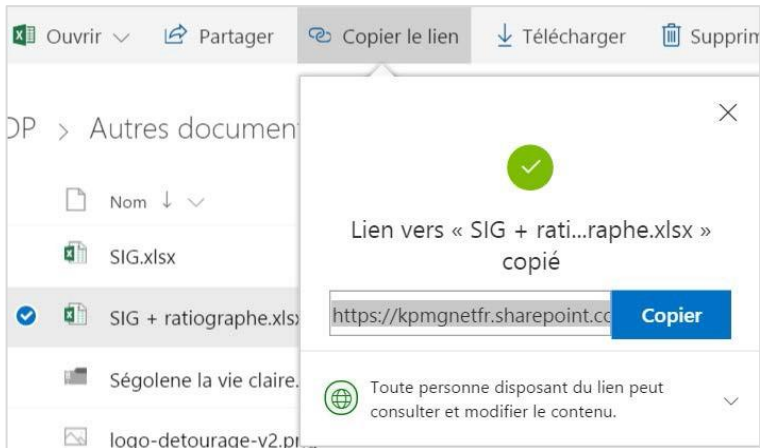 Ouvrir Partager Copier le lien Télécharger Supprim
DP > Autres documen
Nom
SIG.xlsx
SIG + ratiographe.xlsx
Ségolene la vie claire.
logo-detourage-v2.png
Lien vers « SIG + rati...raphe.xlsx »
copié
https://kpmgnetfr.sharepoint.co Copier
Toute personne disposant du lien peut
consulter et modifier le contenu.